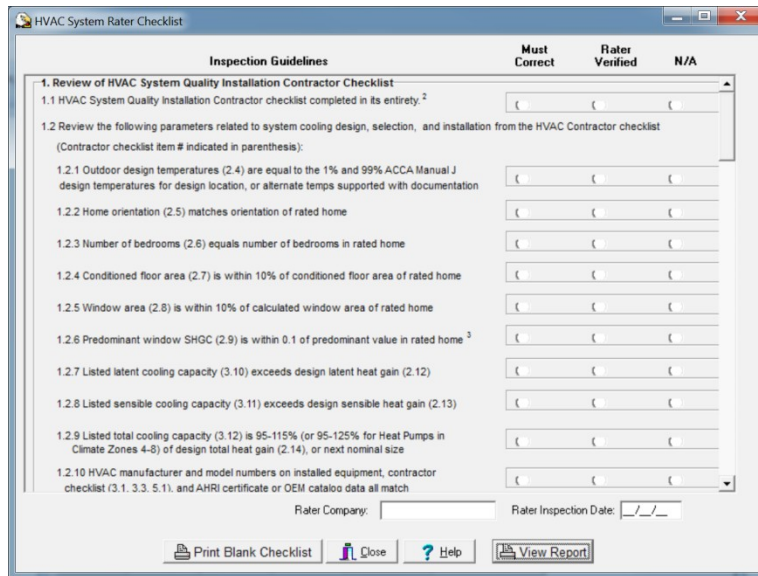 HVAC System Rater Checklist
Inspection Guidelines
Must Correct
Rater Verified
N/A
1. Review of HVAC System Quality Installation Contractor Checklist
1.1 HVAC System Quality Installation Contractor checklist completed in its entirety. 2
1.2 Review the following parameters related to system cooling design, selection, and installation from the HVAC Contractor checklist
(Contractor checklist item # indicated in parenthesis):
1.2.1 Outdoor design temperatures (2.4) are equal to the 1% and 99% ACCA Manual J
design temperatures for design location, or alternate temps supported with documentation
1.2.2 Home orientation (2.5) matches orientation of rated home
1.2.3 Number of bedrooms (2.6) equals number of bedrooms in rated home
1.2.4 Conditioned floor area (2.7) is within 10% of conditioned floor area of rated home
1.2.5 Window area (2.8) is within 10% of calculated window area of rated home
1.2.6 Predominant window SHGC (2.9) is within 0.1 of predominant value in rated home 3
1.2.7 Listed latent cooling capacity (3.10) exceeds design latent heat gain (2.12)
1.2.8 Listed sensible cooling capacity (3.11) exceeds design sensible heat gain (2.13)
1.2.9 Listed total cooling capacity (3.12) is 95-115% (or 95-125% for Heat Pumps in
Climate Zones 4-8) of design total heat gain (2.14), or next nominal size
1.2.10 HVAC manufacturer and model numbers on installed equipment, contractor
checklist (3.1, 3.3, 5.1), and AHRI certificate or OEM catalog data all match
Rater Company:
Rater Inspection Date: __/__/__
Print Blank Checklist
Close
Help
View Report